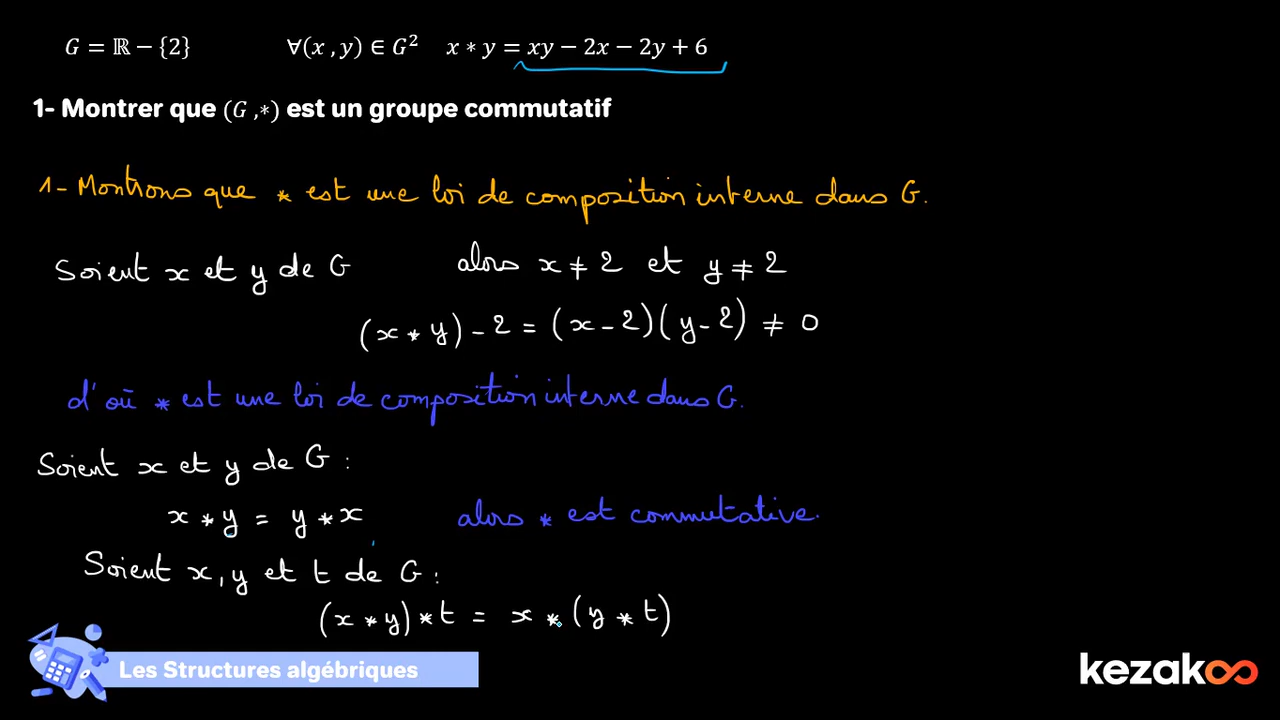 G = ℝ − {2} ∀(x , y) ∈ G² x ∗ y = xy − 2x − 2y + 6
1- Montrer que (G ,∗) est un groupe commutatif
1- Montrons que * est une loi de composition interne dans G.
Soient x et y de G alors x ≠ 2 et y ≠ 2
(x * y) - 2 = (x - 2)(y - 2) ≠ 0
d'où * est une loi de composition interne dans G.
Soient x et y de G :
x * y = y * x alors * est commutative.
Soient x, y et t de G :
(x * y) * t = x * (y * t)
Les Structures algébriques
kezakoo